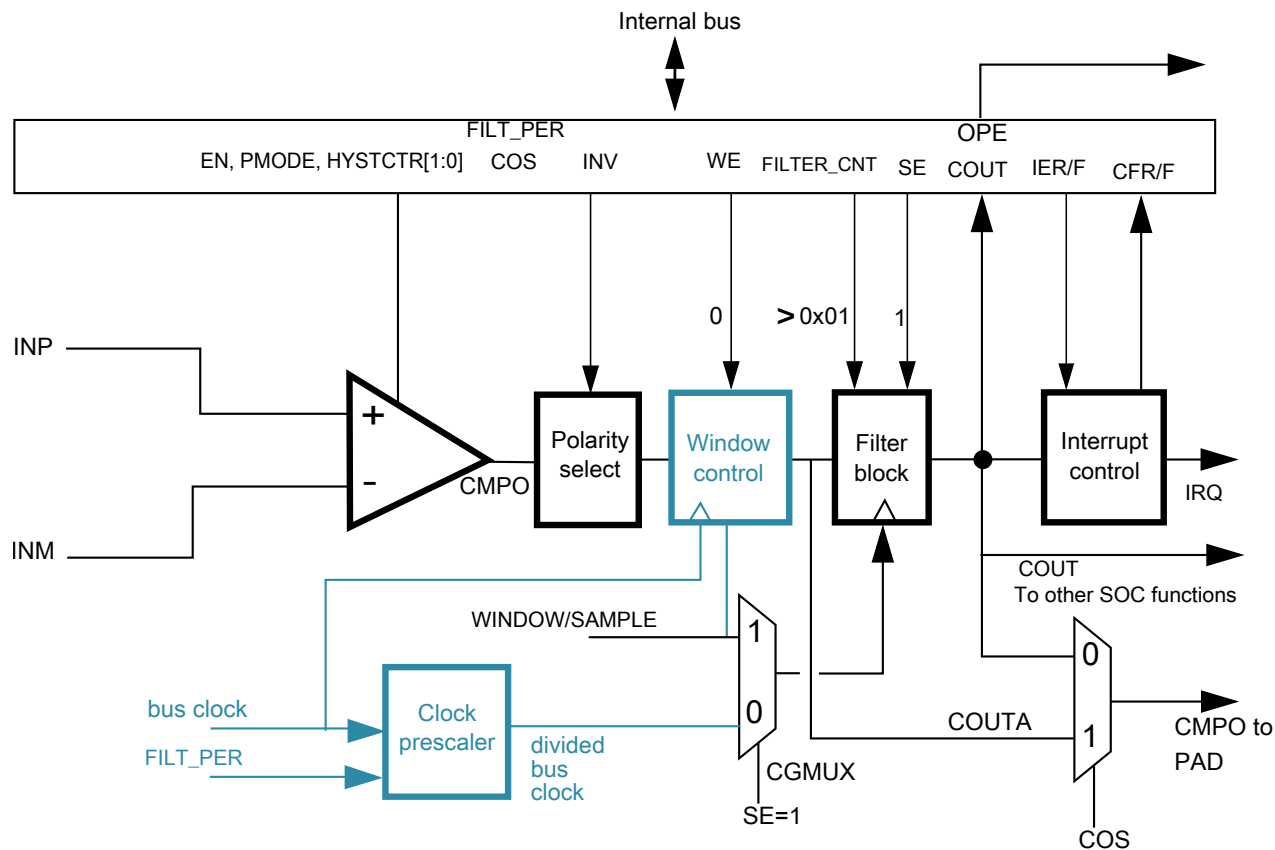 Internal bus
FILT_PER
OPE
EN, PMODE, HYSTCTR[1:0]
COS
INV
WE
FILTER_CNT
SE
COUT
IER/F
CFR/F
0
> 0x01
1
INP
+
-
INM
CMPO
Polarity
select
Window
control
Filter
block
Interrupt
control
IRQ
COUT
To other SOC functions
WINDOW/SAMPLE
1
0
bus clock
FILT_PER
Clock
prescaler
divided
bus
clock
CGMUX
SE=1
COUTA
0
1
CMPO to
PAD
COS